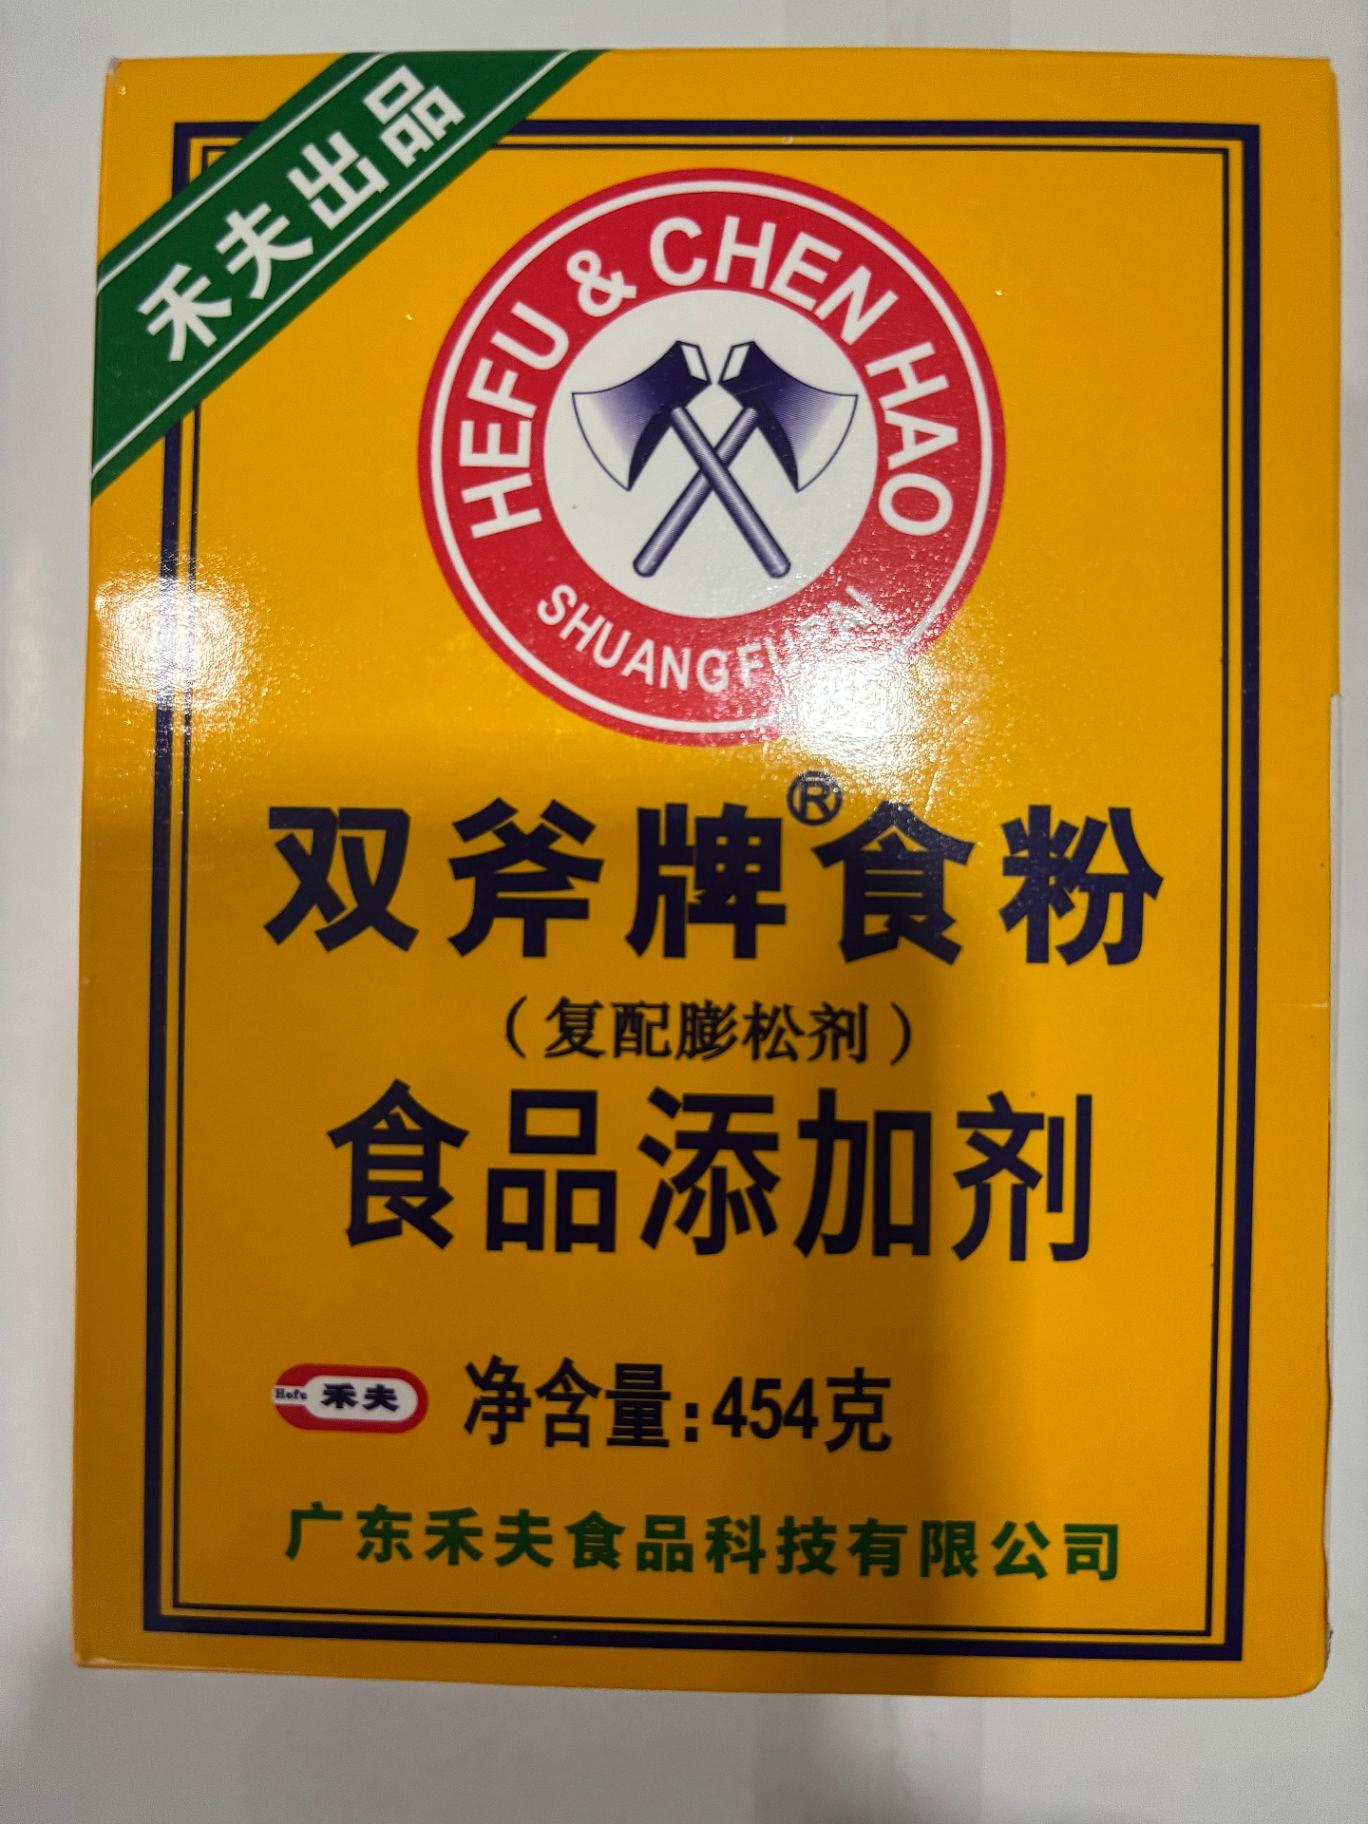 禾夫出品
HEFU & CHEN HAO
SHUANGFUFEN
双斧牌®食粉
（复配膨松剂）
食品添加剂
Hefu 禾夫
净含量:454克
广东禾夫食品科技有限公司